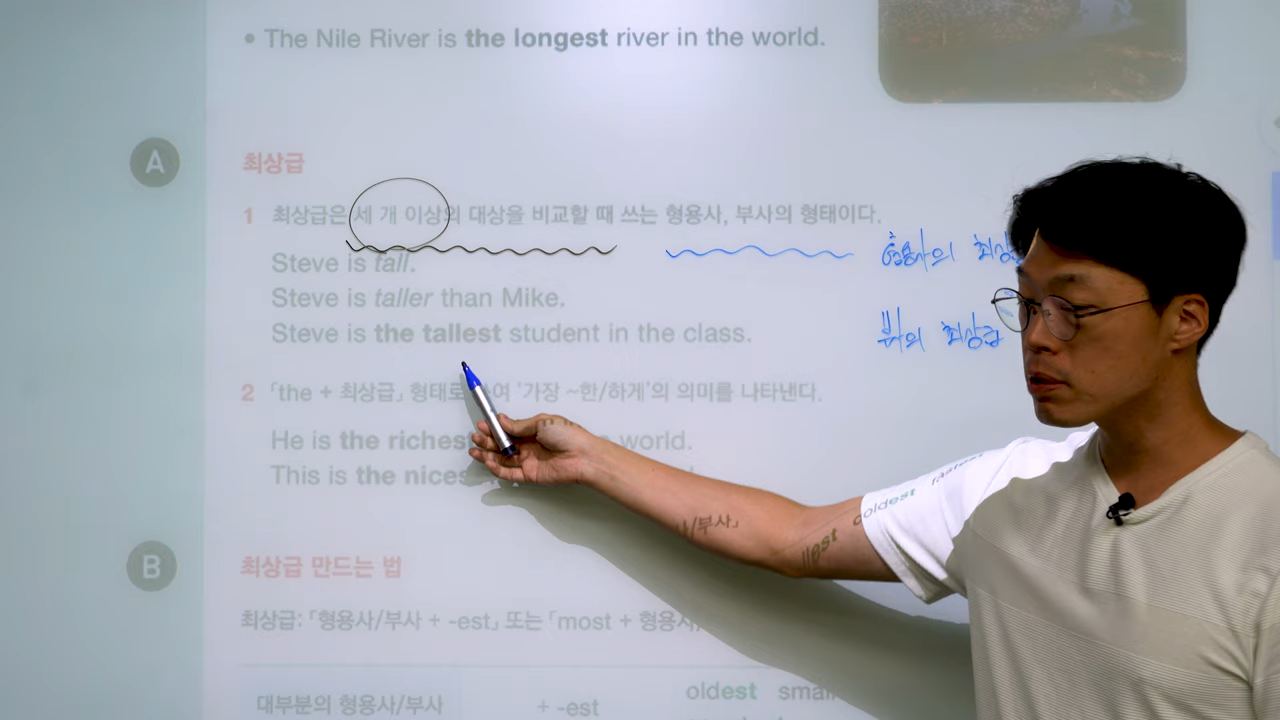 • The Nile River is the longest river in the world.
A
최상급
1 최상급은 세 개 이상의 대상을 비교할 때 쓰는 형용사, 부사의 형태이다.
Steve is tall.
형용사의 최상
Steve is taller than Mike.
Steve is the tallest student in the class.
부사의 최상급
2 「the + 최상급」 형태로 '가장 ~한/하게'의 의미를 나타낸다.
He is the richest world.
This is the nices
coldest fastest
/부사」
B
최상급 만드는 법
최상급: 「형용사/부사 + -est」 또는 「most + 형용사/
대부분의 형용사/부사 + -est oldest small